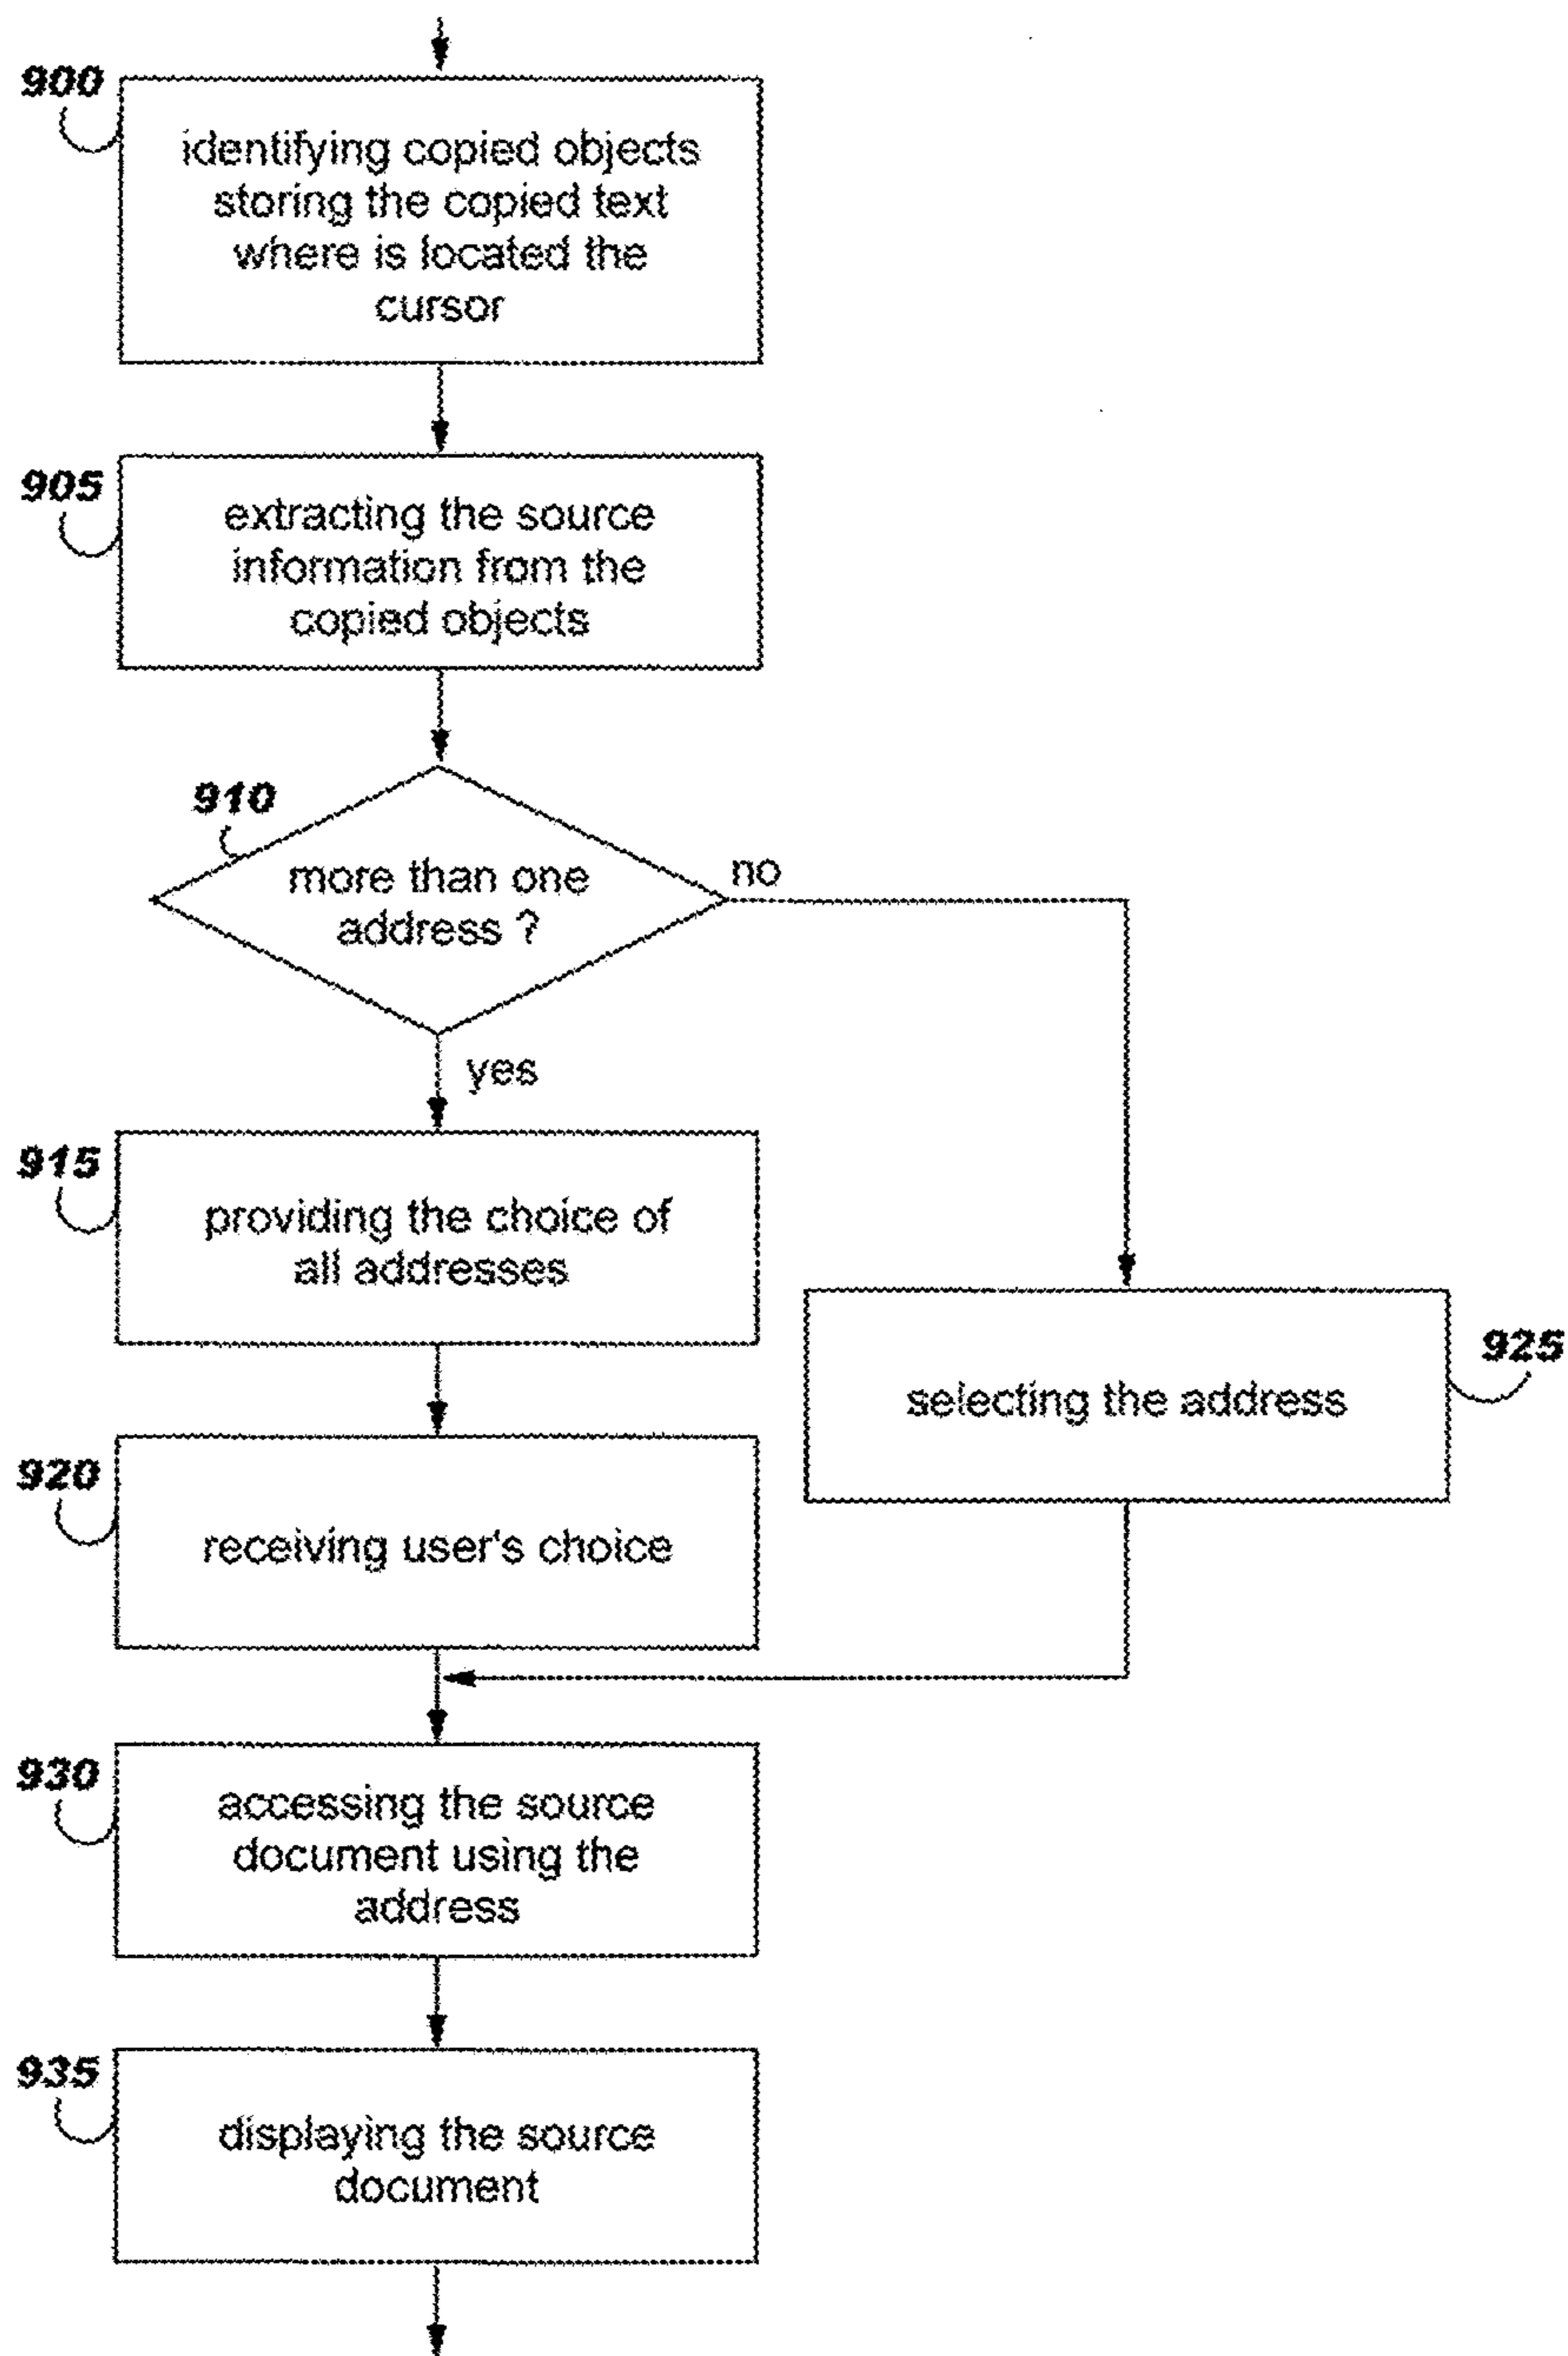 900
identifying copied objects
storing the copied text
where is located the
cursor
905
extracting the source
information from the
copied objects
910
more than one
address ?
no
yes
915
providing the choice of
all addresses
925
selecting the address
920
receiving user's choice
930
accessing the source
document using the
address
935
displaying the source
document